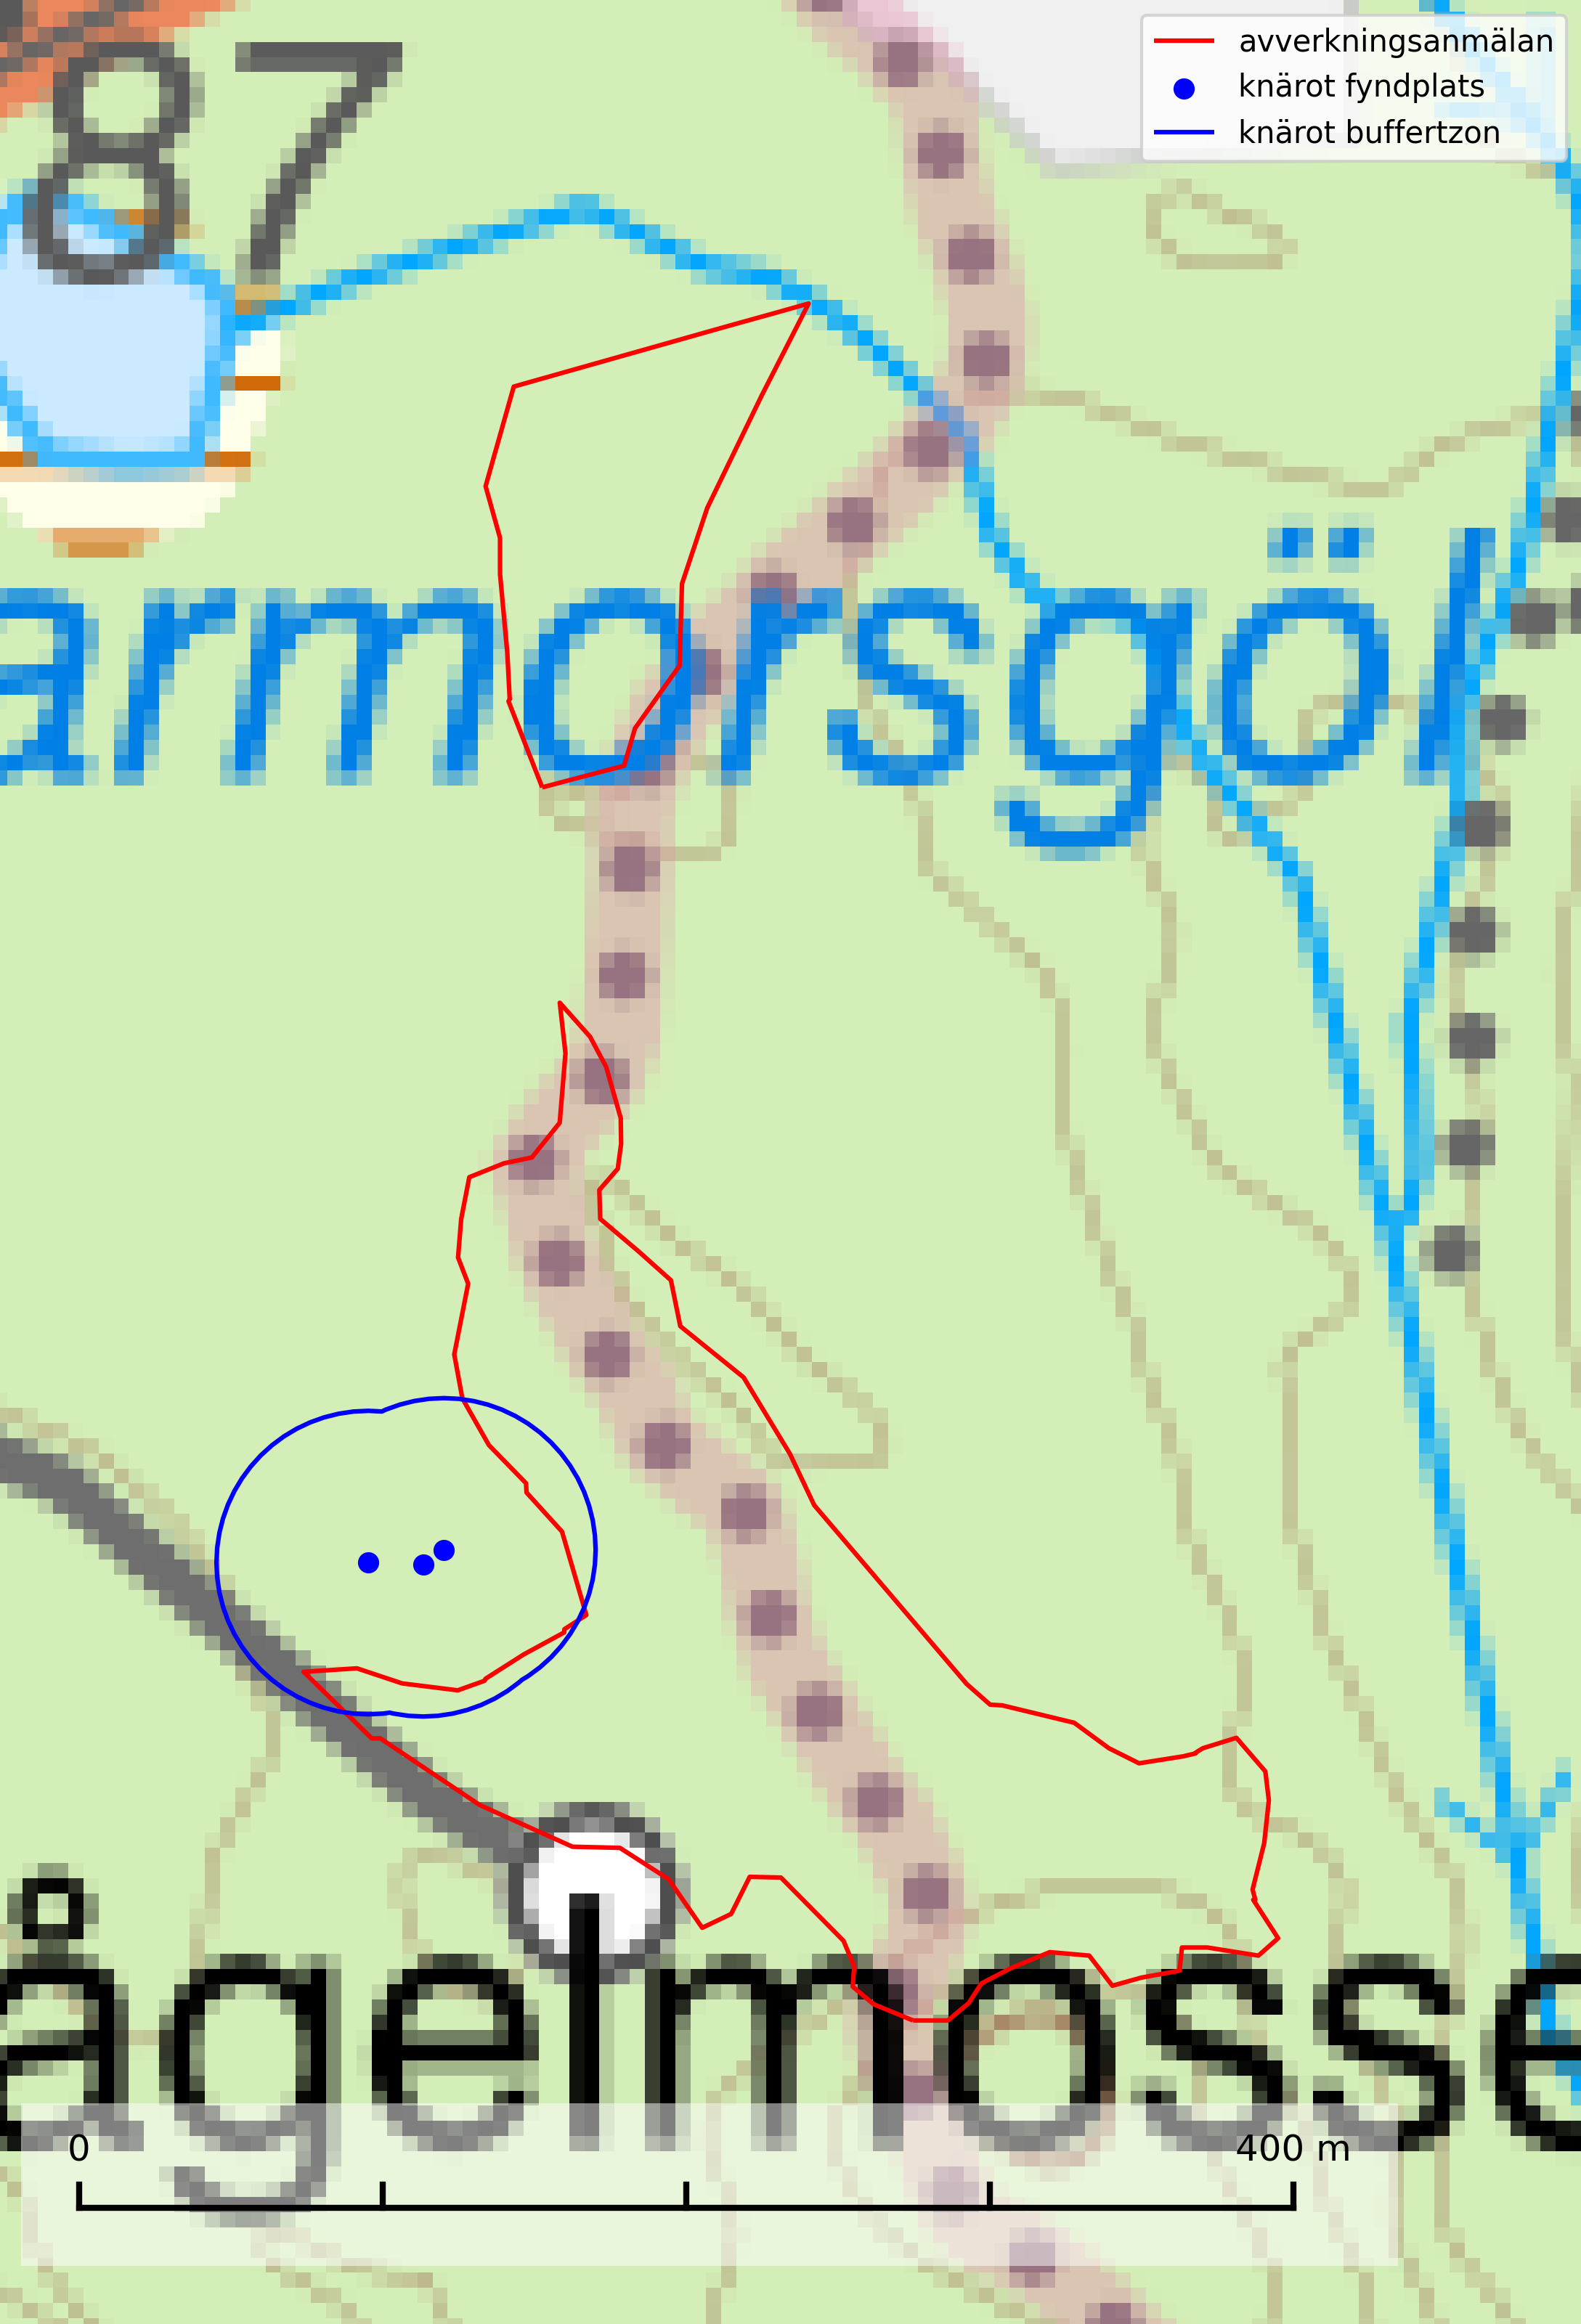 avverkningsanmälan
knärot fyndplats
knärot buffertzon
87
armorsgöl
ågelmosse
0 400 m